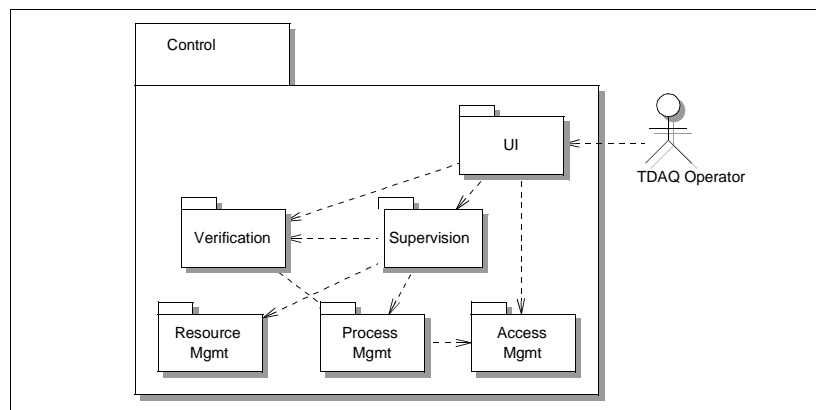 Control
UI
TDAQ Operator
Verification
Supervision
Resource
Mgmt
Process
Mgmt
Access
Mgmt